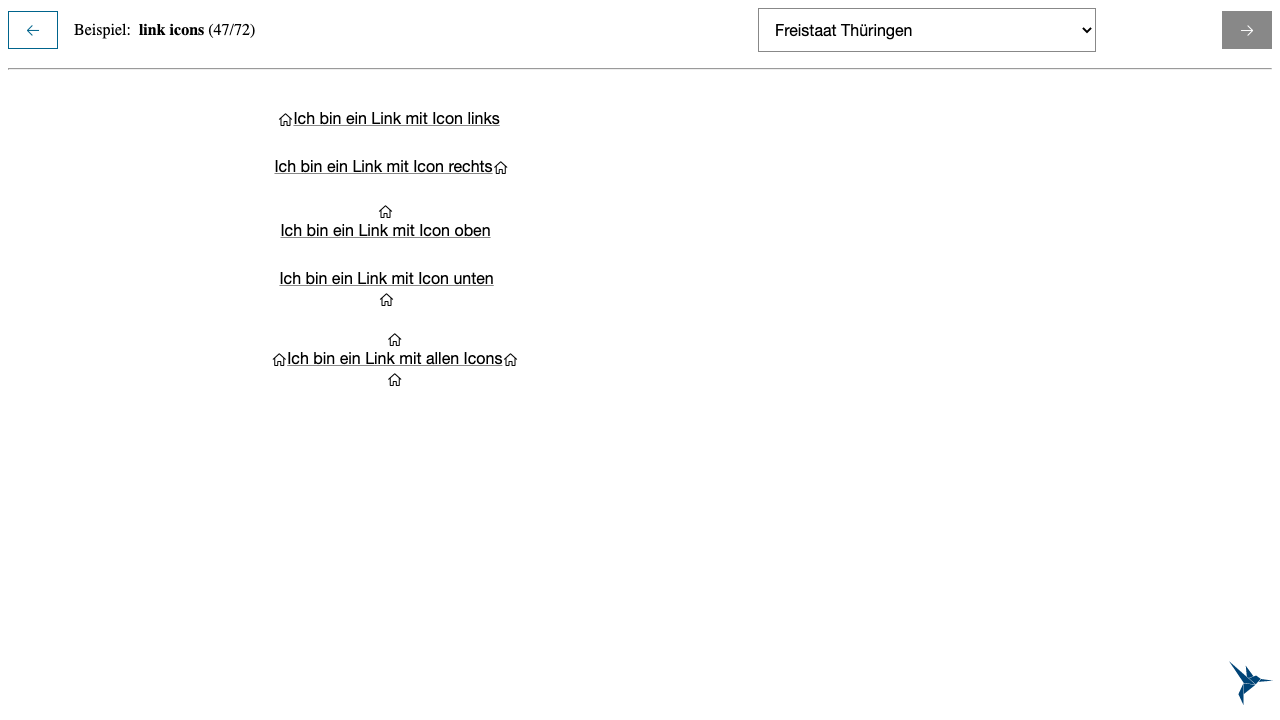 Beispiel: link icons (47/72)
Freistaat Thüringen
Ich bin ein Link mit Icon links
Ich bin ein Link mit Icon rechts
Ich bin ein Link mit Icon oben
Ich bin ein Link mit Icon unten
Ich bin ein Link mit allen Icons